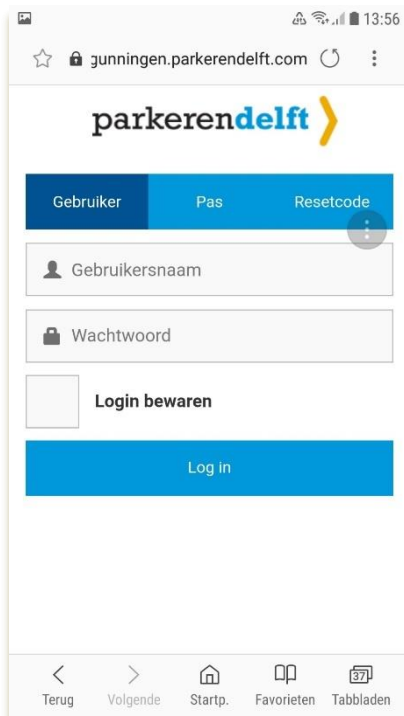 13:56
gunningen.parkerendelft.com
parkerendelft
Gebruiker Pas Resetcode
Gebruikersnaam
Wachtwoord
Login bewaren
Log in
37
Terug Volgende Startp. Favorieten Tabbladen